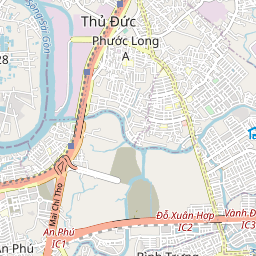 Sông Sài Gòn
Thủ Đức
Phước Long
A
28
Mai Chí Thọ
Đỗ Xuân Hợp
IC2
Vành Đ
IC3
An Phú
IC1
An Phú
Bình Trưng